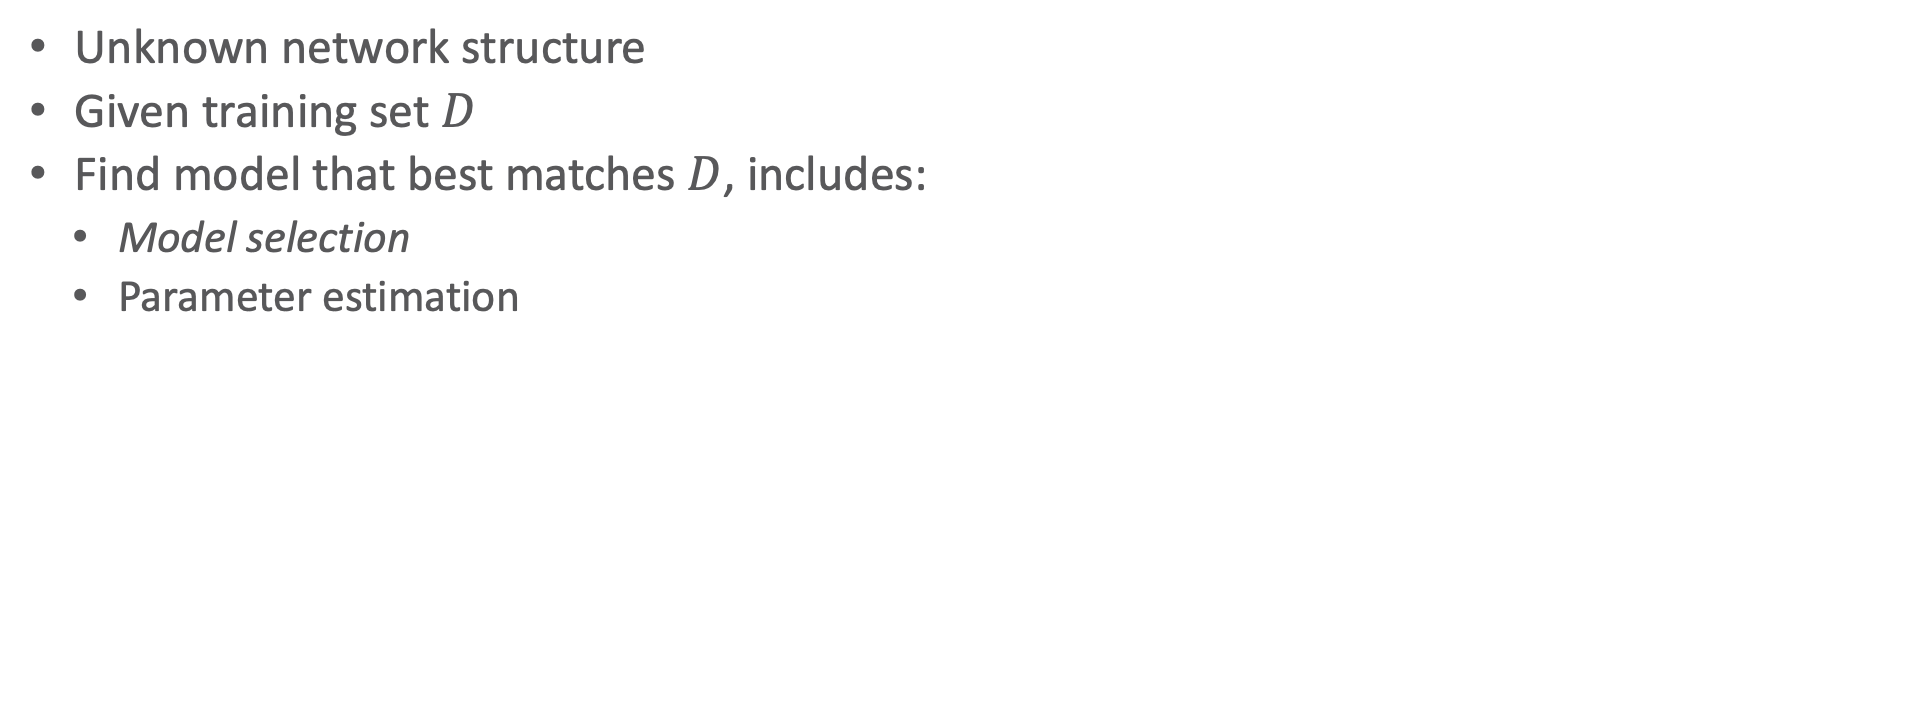 • Unknown network structure
• Given training set D
• Find model that best matches D, includes:
• Model selection
• Parameter estimation